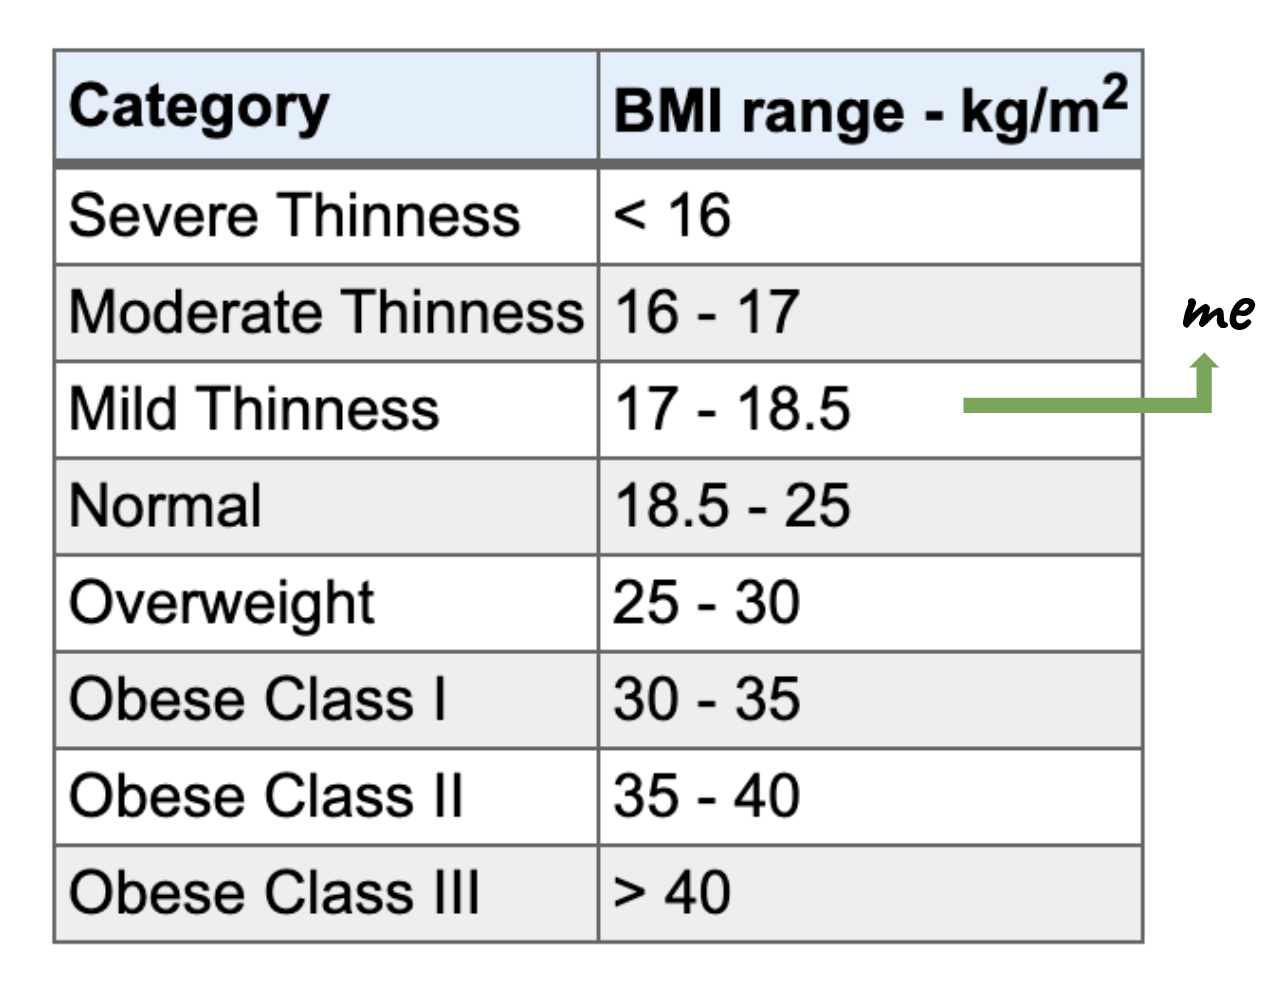 Category BMI range - kg/m²
Severe Thinness < 16
Moderate Thinness 16 - 17
me
Mild Thinness 17 - 18.5
Normal 18.5 - 25
Overweight 25 - 30
Obese Class I 30 - 35
Obese Class II 35 - 40
Obese Class III > 40